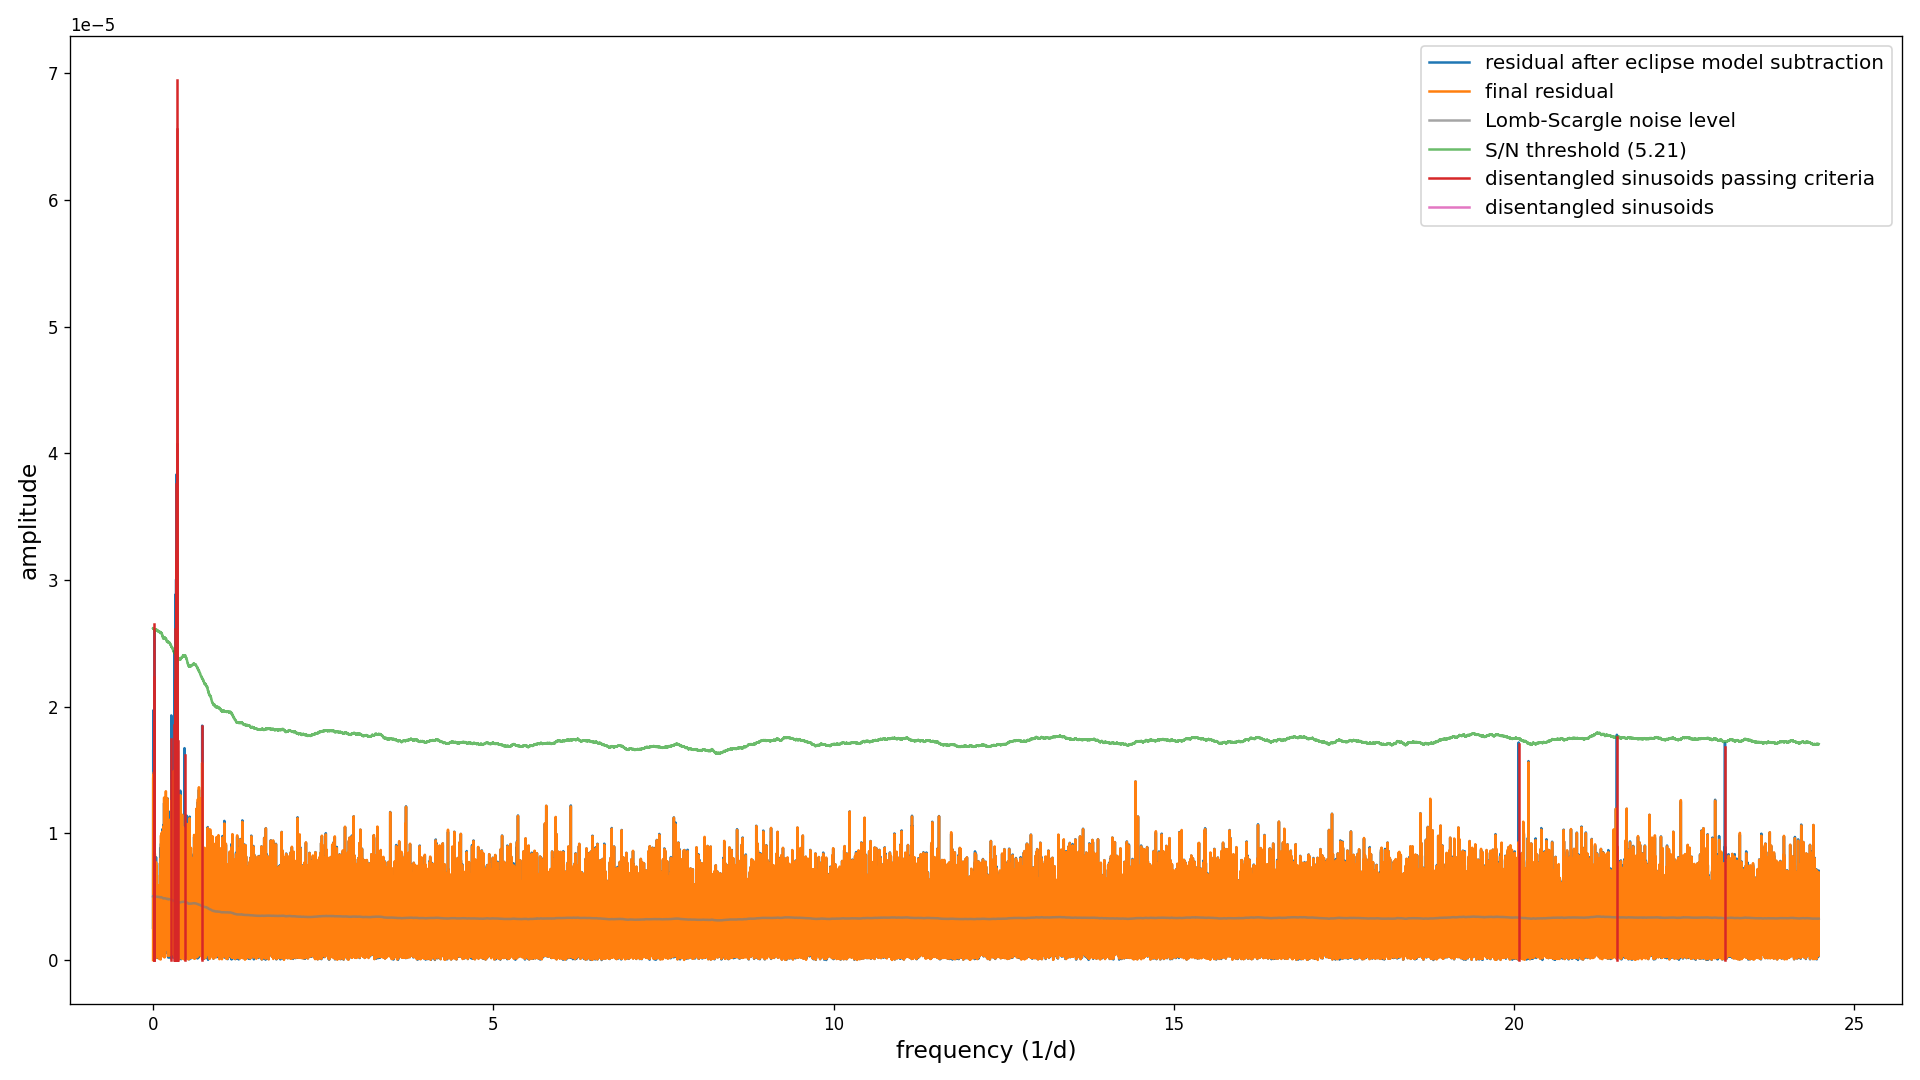 1e−5
7
6
5
4
3
2
1
0
amplitude
residual after eclipse model subtraction
final residual
Lomb-Scargle noise level
S/N threshold (5.21)
disentangled sinusoids passing criteria
disentangled sinusoids
0
5
10
15
20
25
frequency (1/d)